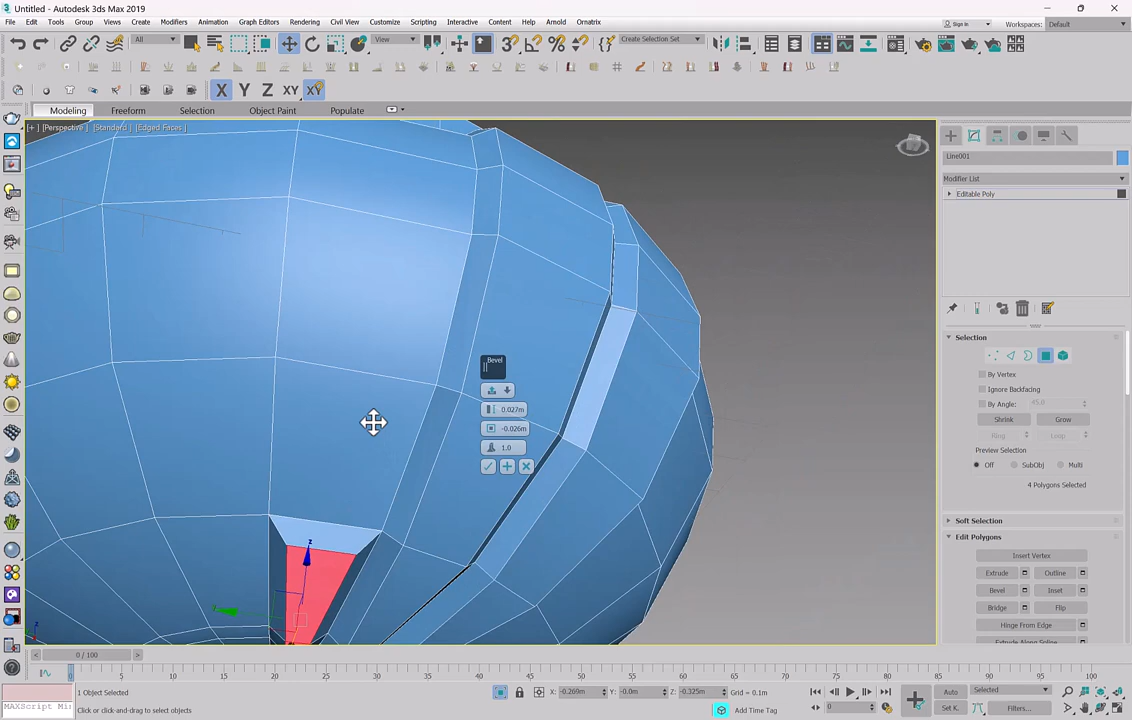 Untitled - Autodesk 3ds Max 2019
File Edit Tools Group Views Create Modifiers Animation Graph Editors Rendering Civil View Customize Scripting Interactive Content Help Arnold Ornatrix
Sign In Workspaces: Default
All View Create Selection Set
X Y Z XY XY
Modeling Freeform Selection Object Paint Populate
[+] [Perspective] [Standard] [Edged Faces]
Line001
Modifier List
Editable Poly
Selection
By Vertex
Ignore Backfacing
By Angle: 45.0
Shrink Grow
Ring Loop
Preview Selection
Off SubObj Multi
4 Polygons Selected
Soft Selection
Edit Polygons
Insert Vertex
Extrude Outline
Bevel Inset
Bridge Flip
Hinge From Edge
Extrude Along Spline
Bevel
0.027m
-0.026m
1.0
z
y
z
0 / 100
0 5 10 15 20 25 30 35 40 45 50 55 60 65 70 75 80 85 90 95 100
MAXScript Mi
1 Object Selected
Click or click-and-drag to select objects
X: -0.269m Y: -0.0m Z: -0.325m Grid = 0.1m
Add Time Tag
0
Auto Selected
Set K. Filters...